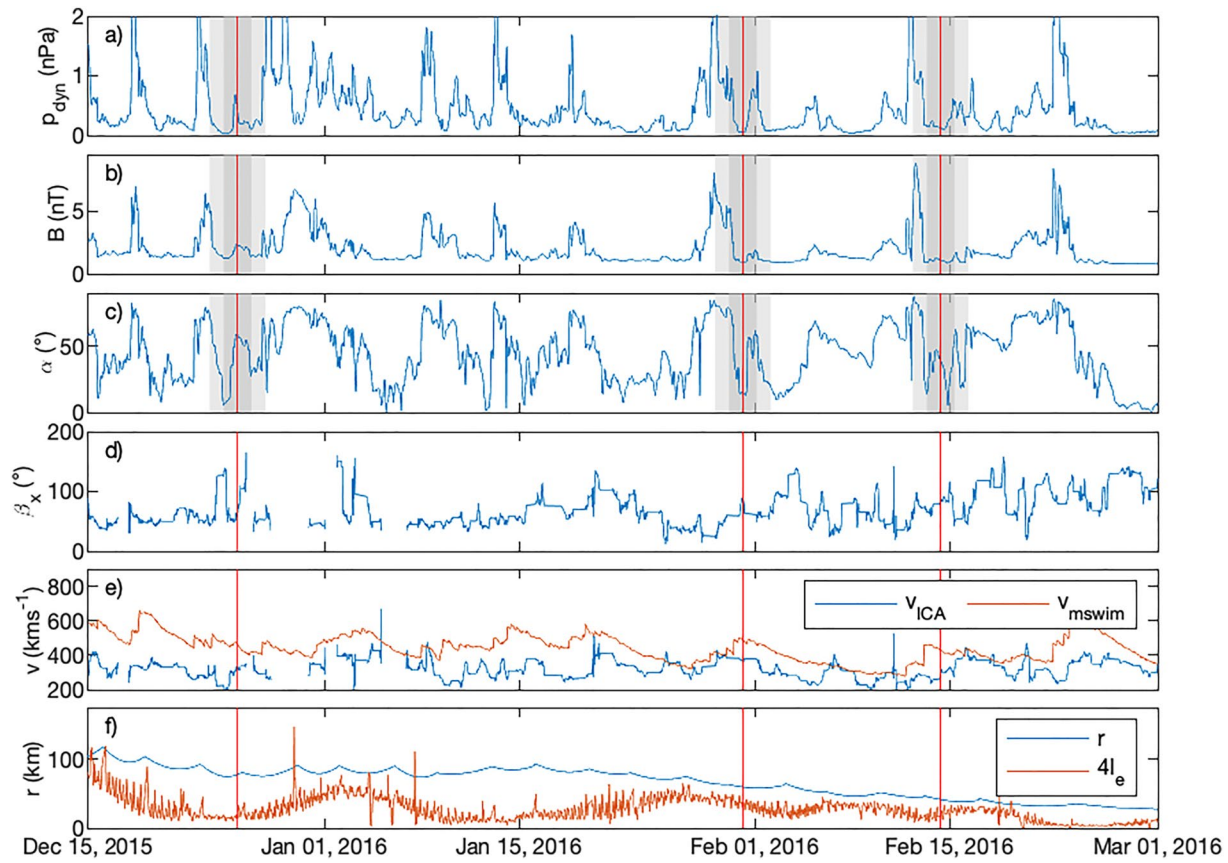 a)
p_dyn (nPa)
2
1
0
b)
B (nT)
5
0
c)
α (°)
50
0
d)
β_x (°)
200
100
0
e)
v (kms^-1)
800
600
400
200
v_ICA
v_mswim
f)
r (km)
100
0
r
4l_e
Dec 15, 2015
Jan 01, 2016
Jan 15, 2016
Feb 01, 2016
Feb 15, 2016
Mar 01, 2016